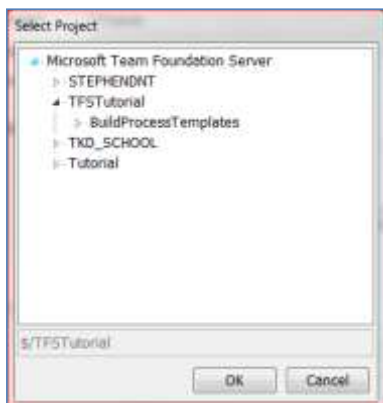 Select Project
Microsoft Team Foundation Server
STEPHENDNT
TFSTutorial
BuildProcessTemplates
TKD_SCHOOL
Tutorial
$/TFSTutorial
OK
Cancel